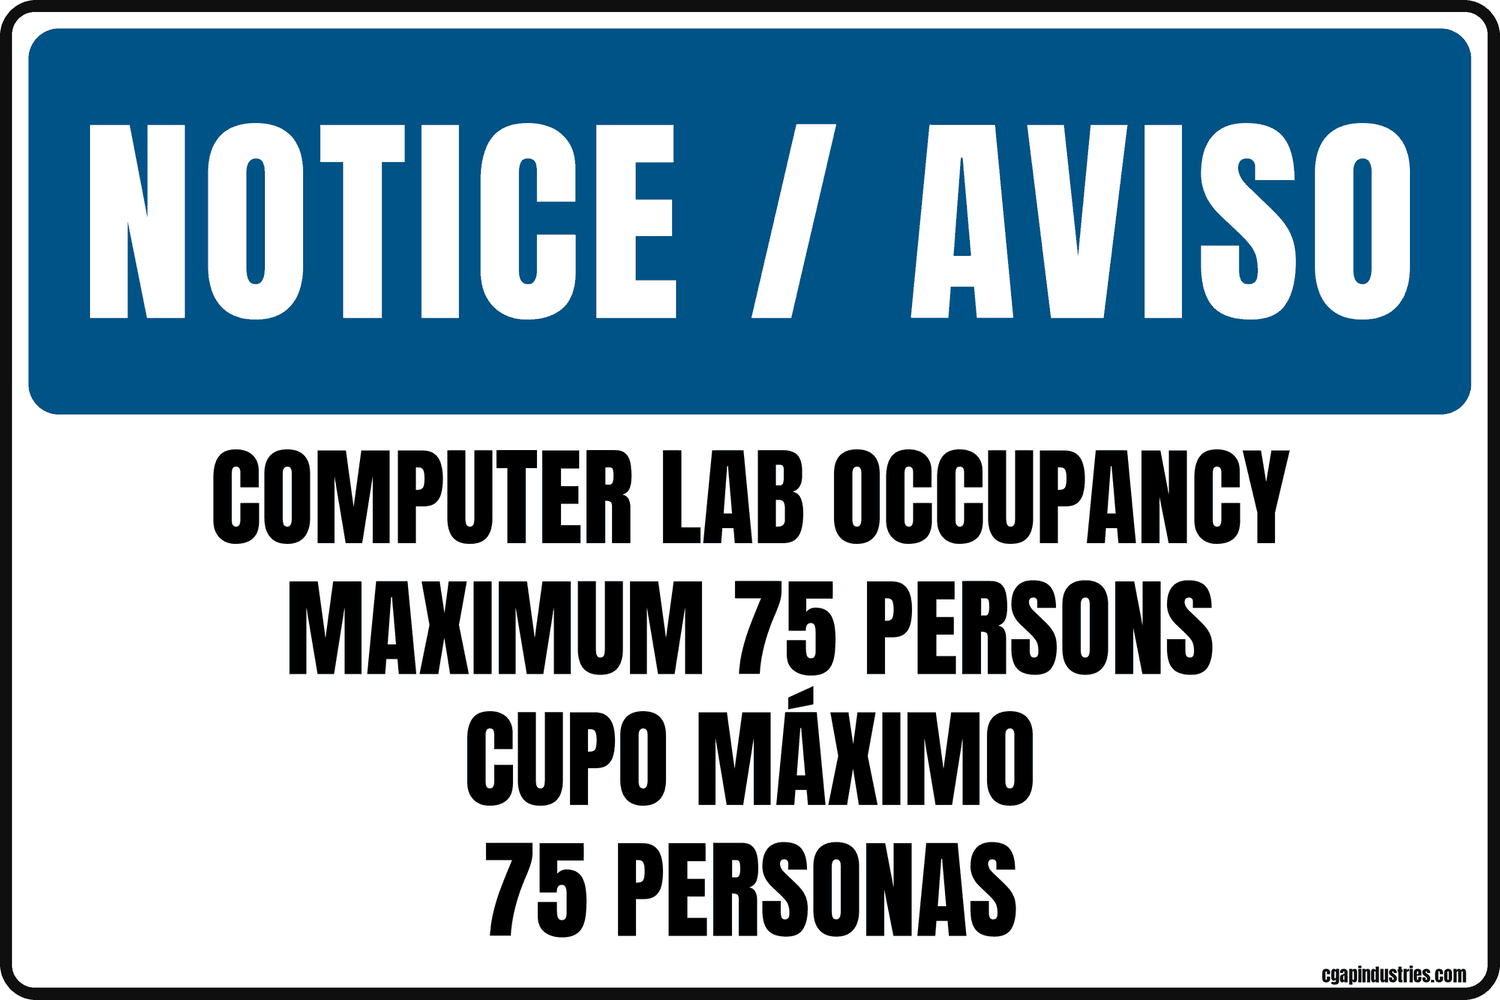 NOTICE / AVISO
COMPUTER LAB OCCUPANCY
MAXIMUM 75 PERSONS
CUPO MÁXIMO
75 PERSONAS
cgapindustries.com